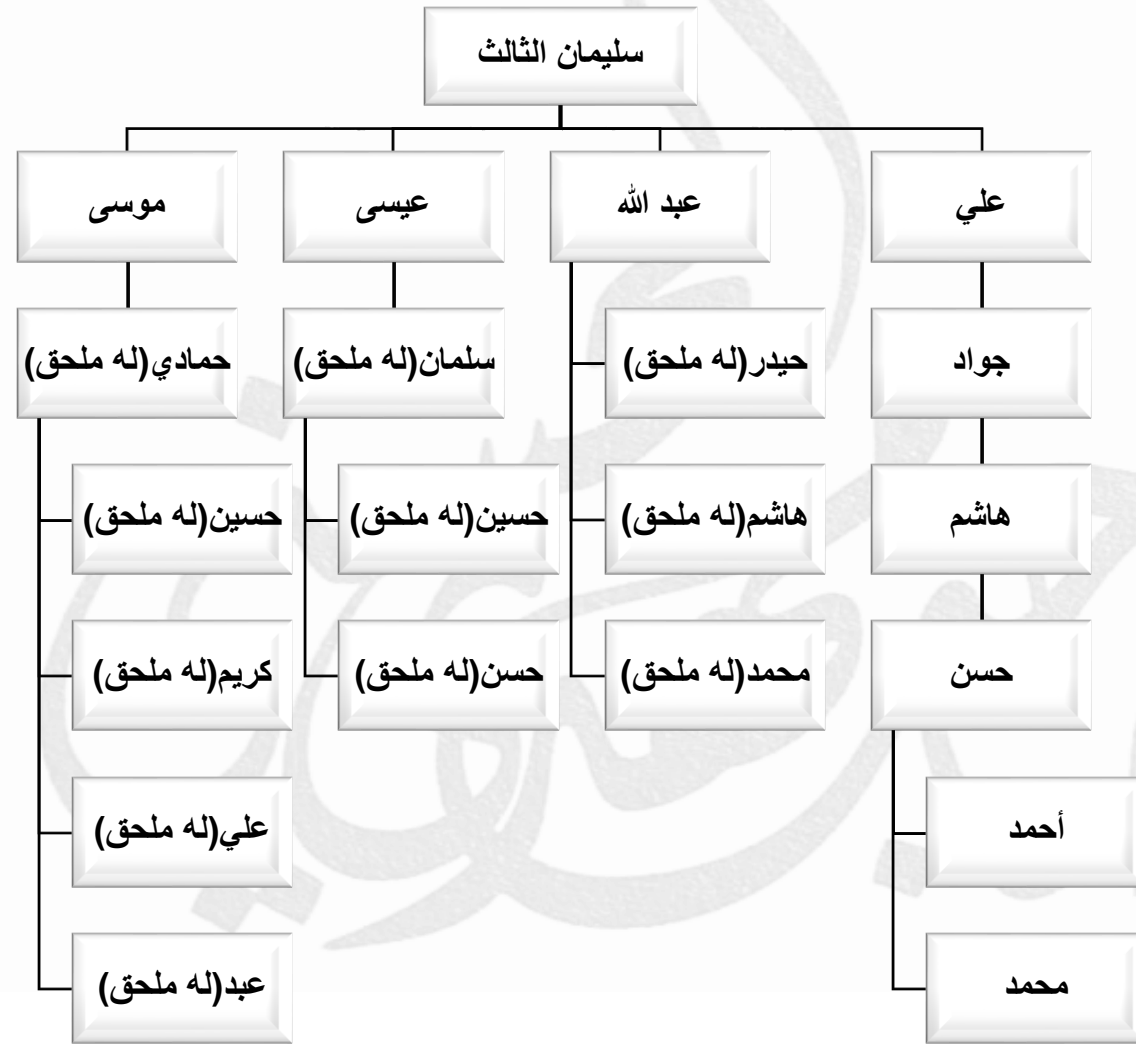 سليمان الثالث
علي
عبد الله
عيسى
موسى
جواد
حيدر(له ملحق)
سلمان(له ملحق)
حمادي(له ملحق)
هاشم
هاشم(له ملحق)
حسين(له ملحق)
حسين(له ملحق)
حسن
محمد(له ملحق)
حسن(له ملحق)
كريم(له ملحق)
أحمد
علي(له ملحق)
محمد
عبد(له ملحق)